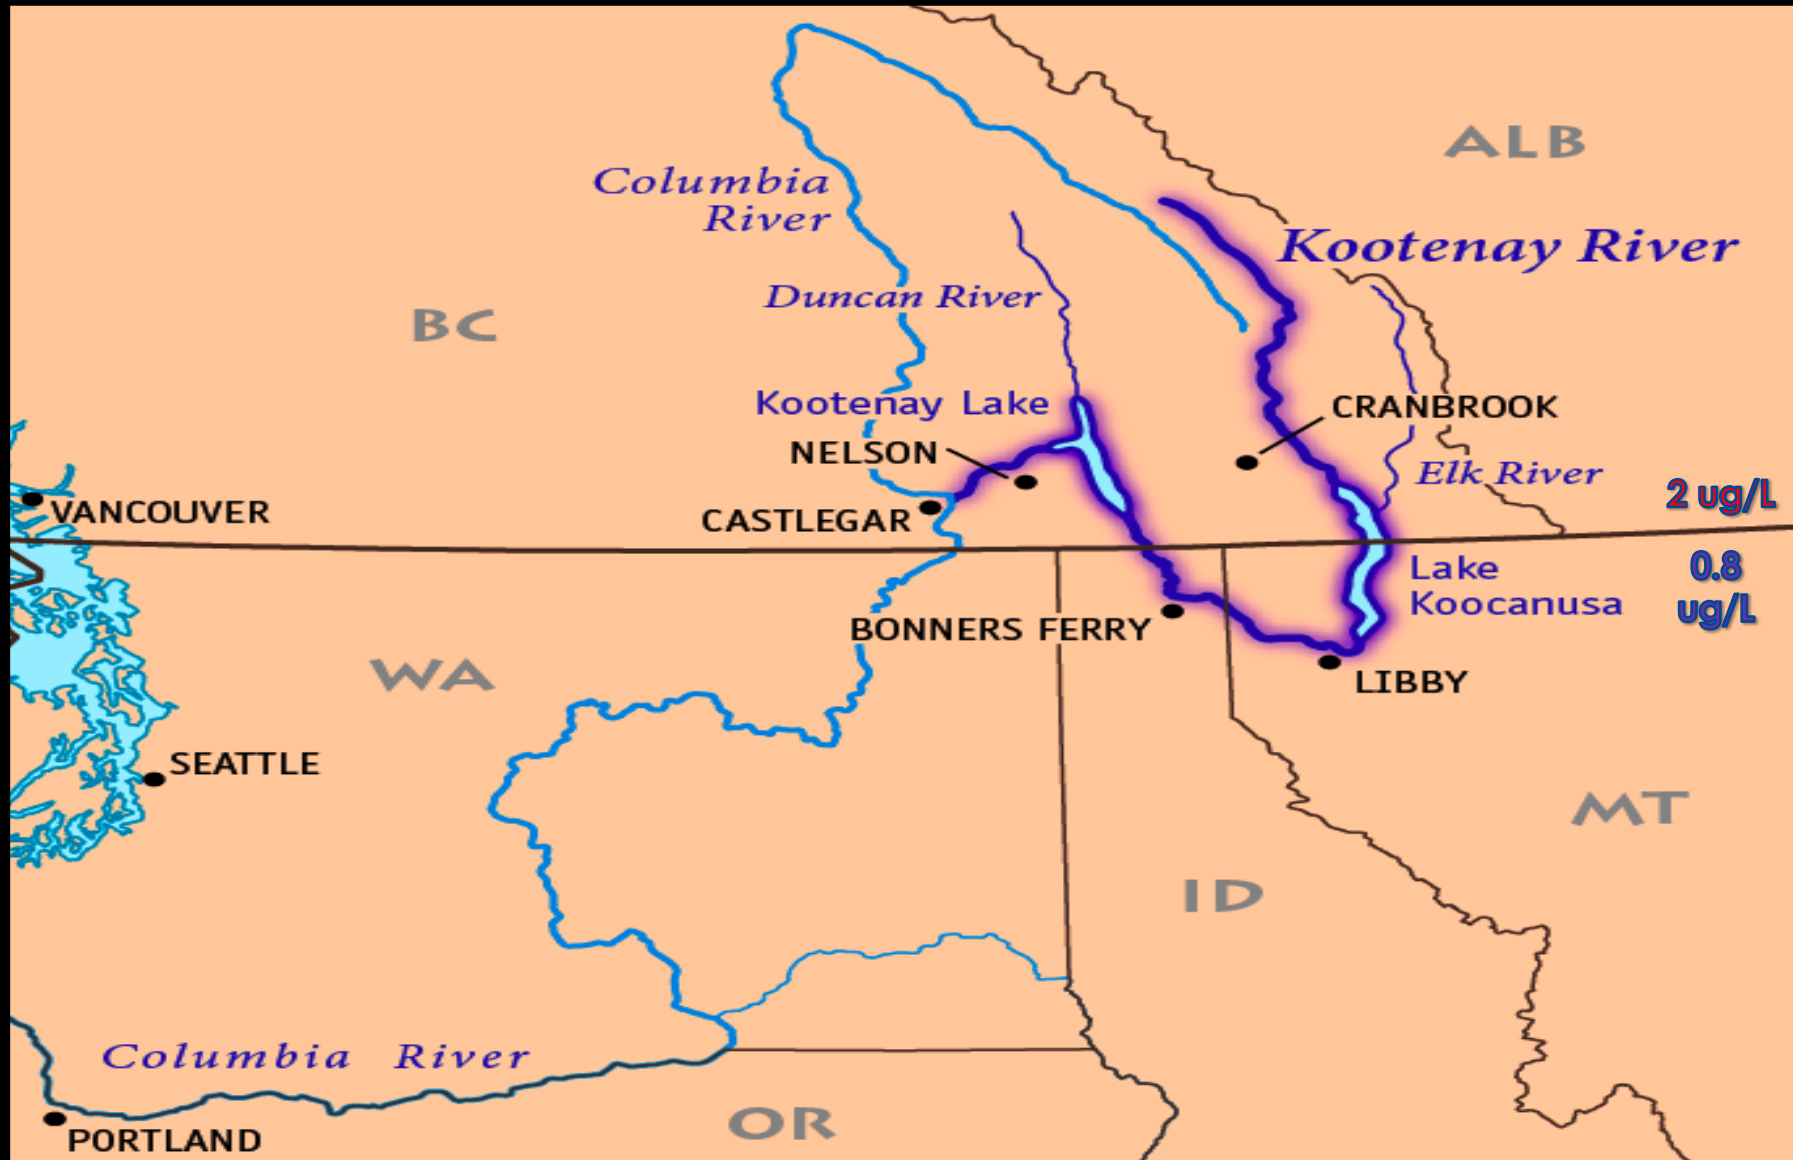 ALB
Columbia
River
Kootenay River
Duncan River
BC
Kootenay Lake
CRANBROOK
NELSON
Elk River
2 ug/L
VANCOUVER
CASTLEGAR
Lake
Koocanusa
0.8
ug/L
BONNERS FERRY
WA
LIBBY
SEATTLE
MT
ID
Columbia River
OR
PORTLAND